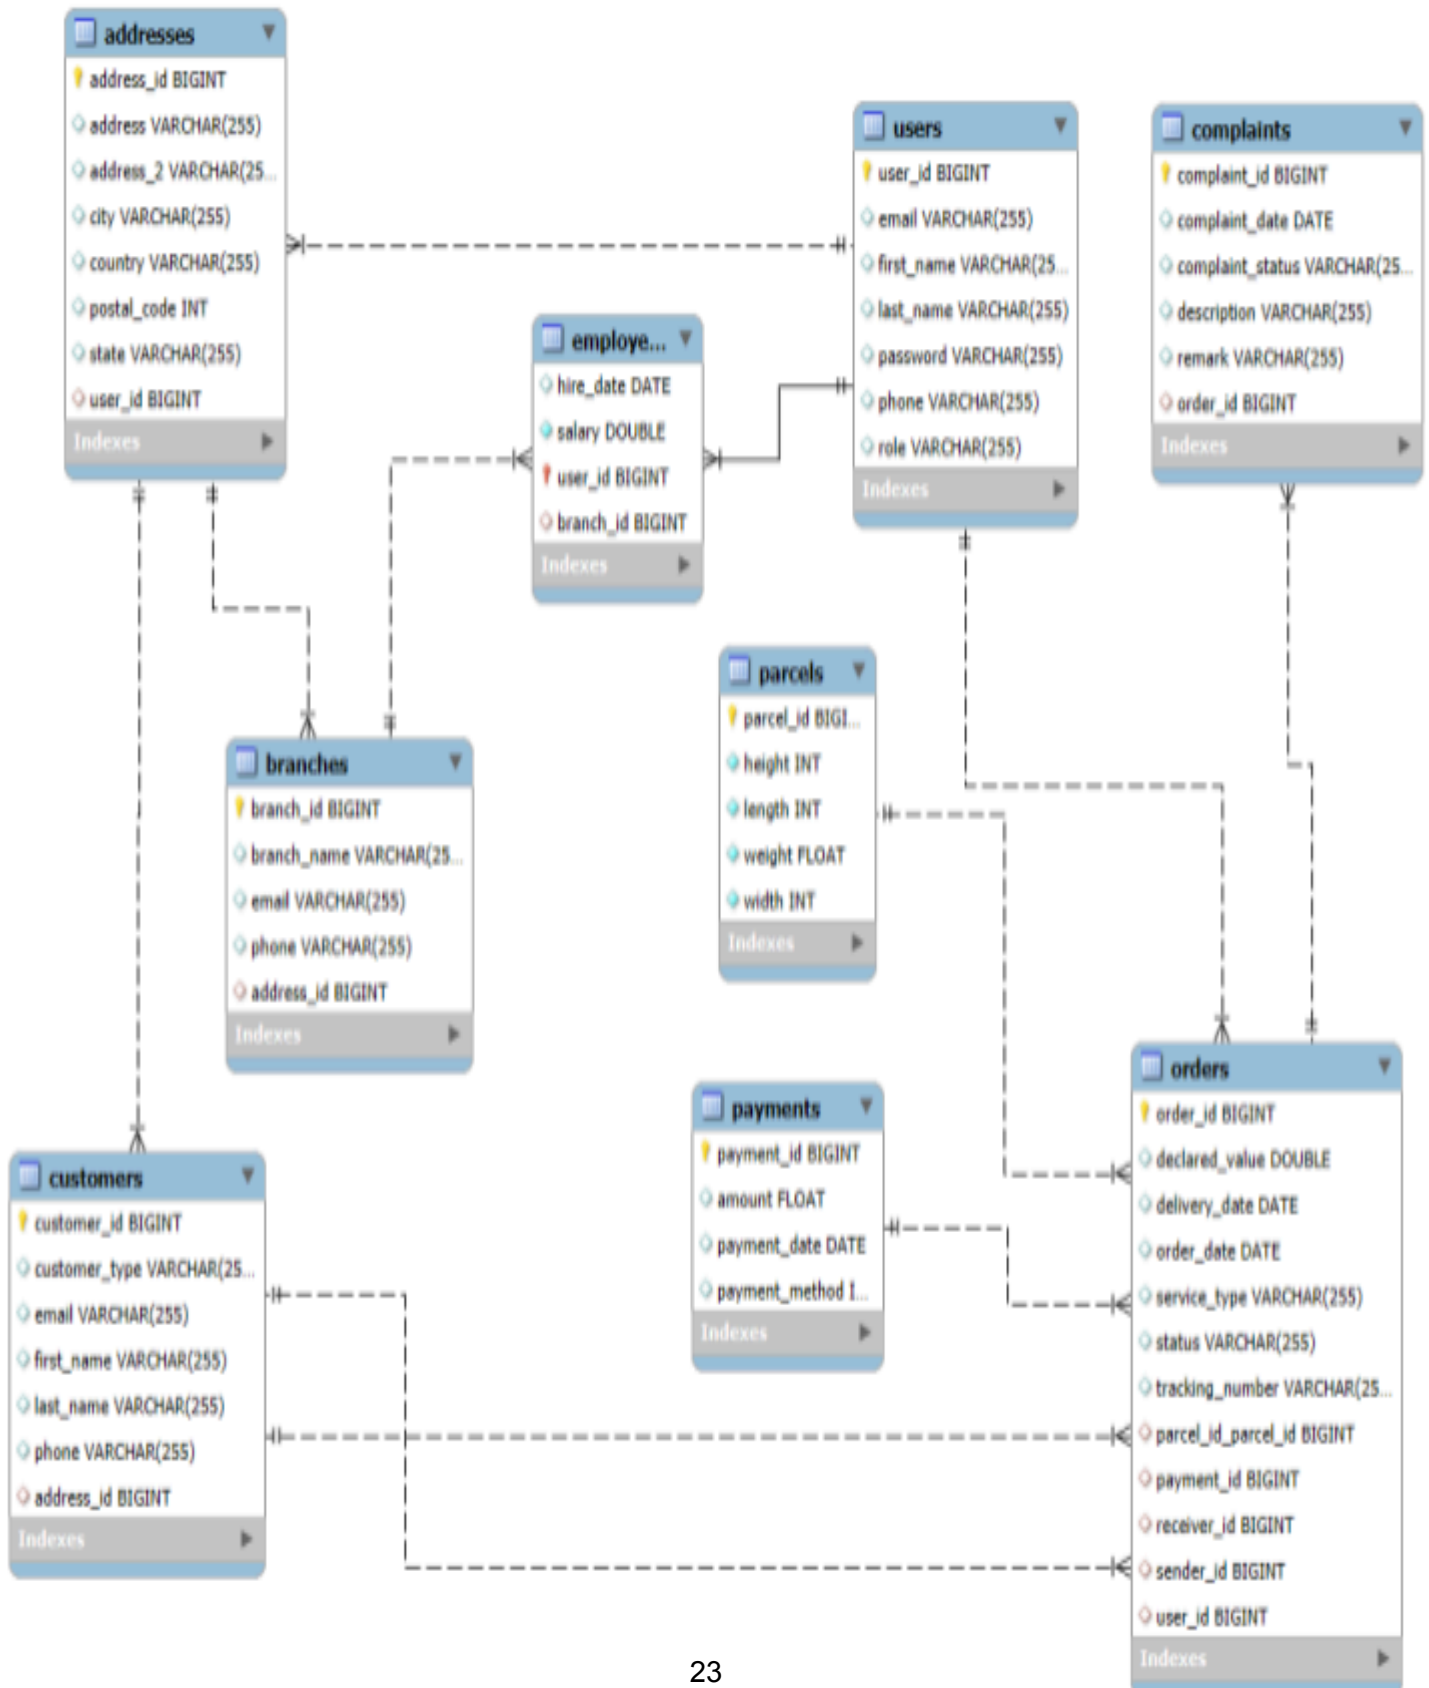 addresses
address_id BIGINT
address VARCHAR(255)
address_2 VARCHAR(25...
city VARCHAR(255)
country VARCHAR(255)
postal_code INT
state VARCHAR(255)
user_id BIGINT
Indexes
users
user_id BIGINT
email VARCHAR(255)
first_name VARCHAR(25...
last_name VARCHAR(255)
password VARCHAR(255)
phone VARCHAR(255)
role VARCHAR(255)
Indexes
complaints
complaint_id BIGINT
complaint_date DATE
complaint_status VARCHAR(25...
description VARCHAR(255)
remark VARCHAR(255)
order_id BIGINT
Indexes
employe...
hire_date DATE
salary DOUBLE
user_id BIGINT
branch_id BIGINT
Indexes
parcels
parcel_id BIGI...
height INT
length INT
weight FLOAT
width INT
Indexes
branches
branch_id BIGINT
branch_name VARCHAR(25...
email VARCHAR(255)
phone VARCHAR(255)
address_id BIGINT
Indexes
payments
payment_id BIGINT
amount FLOAT
payment_date DATE
payment_method I...
Indexes
orders
order_id BIGINT
declared_value DOUBLE
delivery_date DATE
order_date DATE
service_type VARCHAR(255)
status VARCHAR(255)
tracking_number VARCHAR(25...
parcel_id_parcel_id BIGINT
payment_id BIGINT
receiver_id BIGINT
sender_id BIGINT
user_id BIGINT
Indexes
customers
customer_id BIGINT
customer_type VARCHAR(25...
email VARCHAR(255)
first_name VARCHAR(255)
last_name VARCHAR(255)
phone VARCHAR(255)
address_id BIGINT
Indexes
23